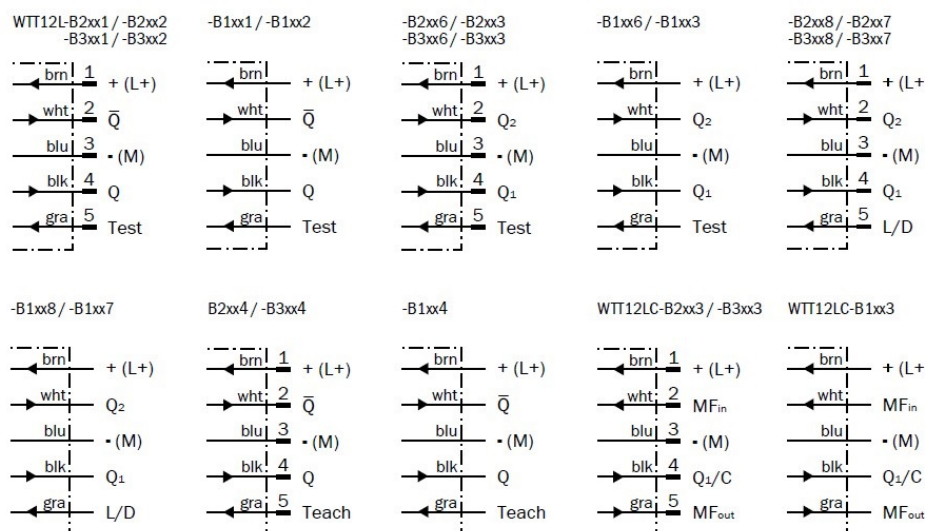 WTT12L-B2xx1 / -B2xx2
-B3xx1 / -B3xx2
brn 1 + (L+)
wht 2 Q̅
blu 3 - (M)
blk 4 Q
gra 5 Test
-B1xx1 / -B1xx2
brn + (L+)
wht Q̅
blu - (M)
blk Q
gra Test
-B2xx6 / -B2xx3
-B3xx6 / -B3xx3
brn 1 + (L+)
wht 2 Q₂
blu 3 - (M)
blk 4 Q₁
gra 5 Test
-B1xx6 / -B1xx3
brn + (L+)
wht Q₂
blu - (M)
blk Q₁
gra Test
-B2xx8 / -B2xx7
-B3xx8 / -B3xx7
brn 1 + (L+
wht 2 Q₂
blu 3 - (M)
blk 4 Q₁
gra 5 L/D
-B1xx8 / -B1xx7
brn + (L+)
wht Q₂
blu - (M)
blk Q₁
gra L/D
B2xx4 / -B3xx4
brn 1 + (L+)
wht 2 Q̅
blu 3 - (M)
blk 4 Q
gra 5 Teach
-B1xx4
brn + (L+)
wht Q̅
blu - (M)
blk Q
gra Teach
WTT12LC-B2xx3 / -B3xx3
brn 1 + (L+)
wht 2 MFin
blu 3 - (M)
blk 4 Q₁/C
gra 5 MFout
WTT12LC-B1xx3
brn + (L+
wht MFin
blu - (M)
blk Q₁/C
gra MFout